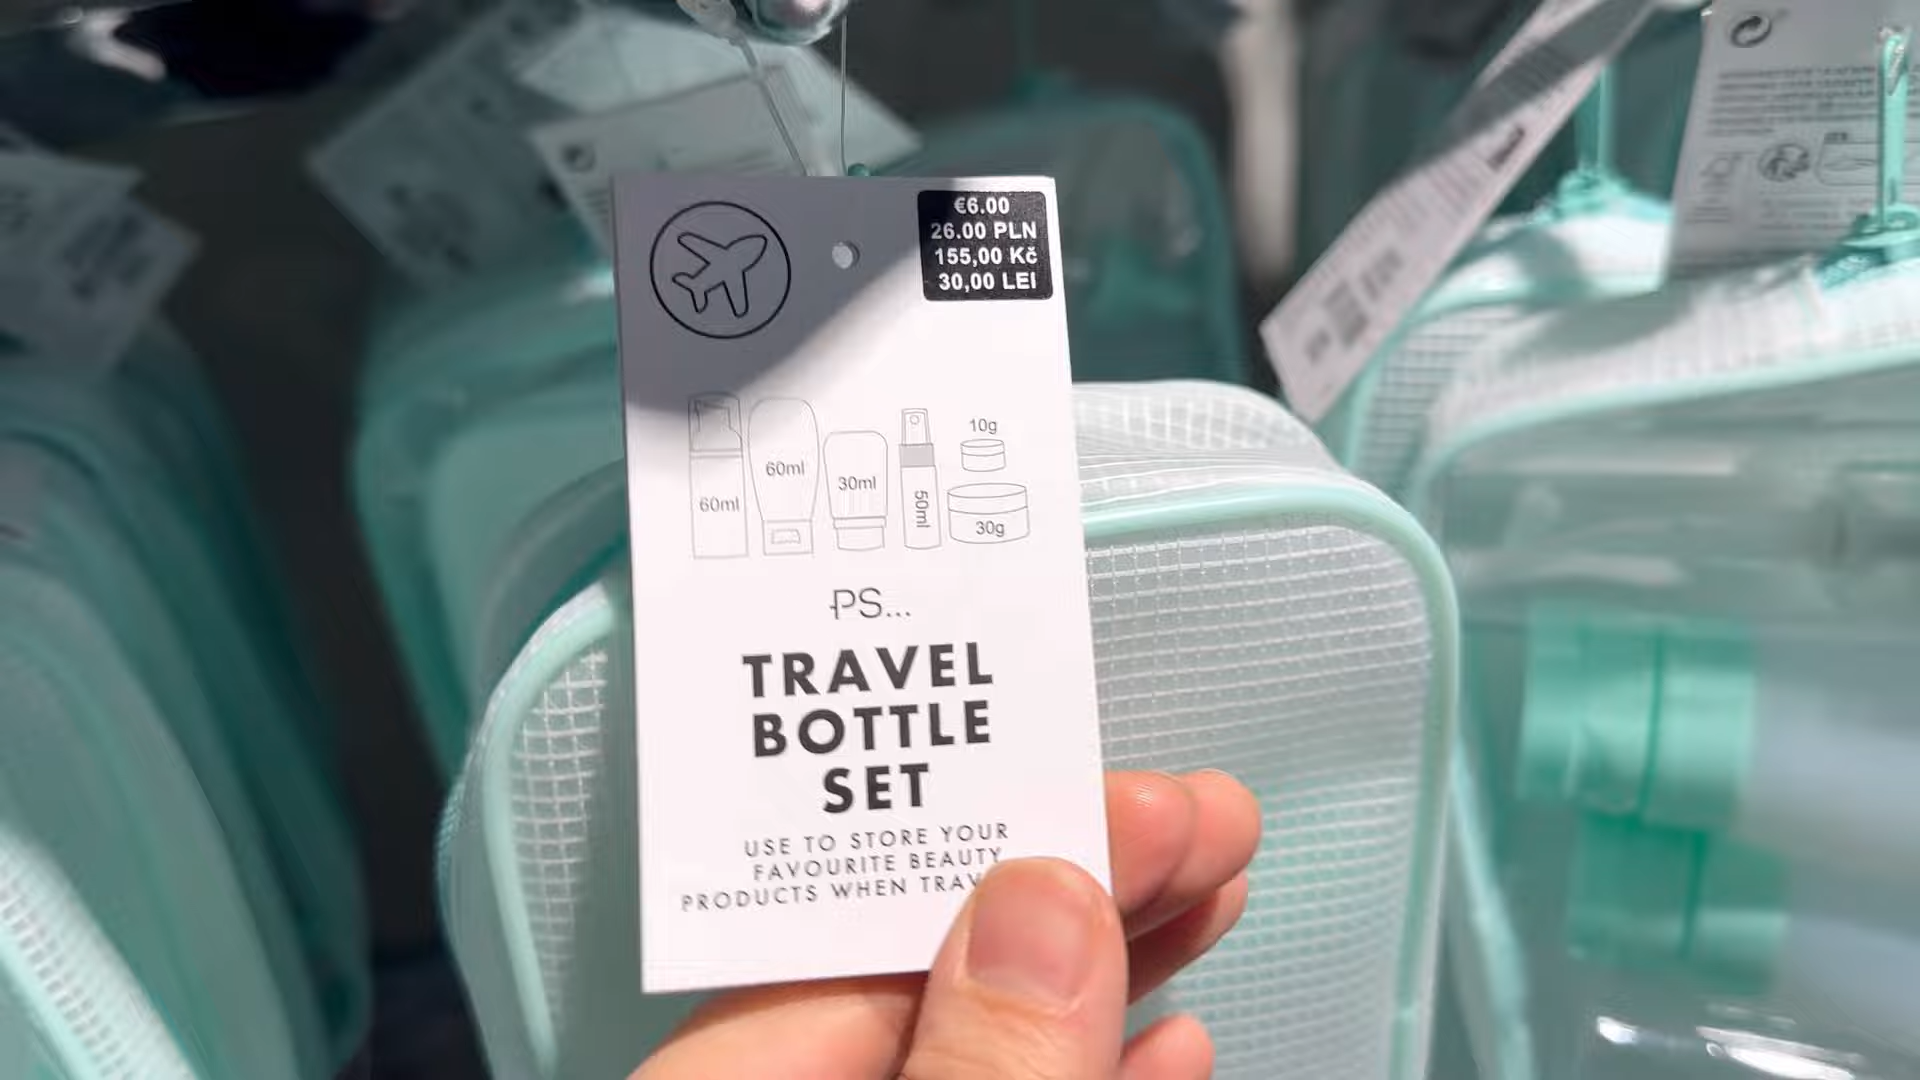 €6.00
26.00 PLN
155,00 Kč
30,00 LEI
60ml
60ml
30ml
50ml
10g
30g
PS...
TRAVEL
BOTTLE
SET
USE TO STORE YOUR
FAVOURITE BEAUTY
PRODUCTS WHEN